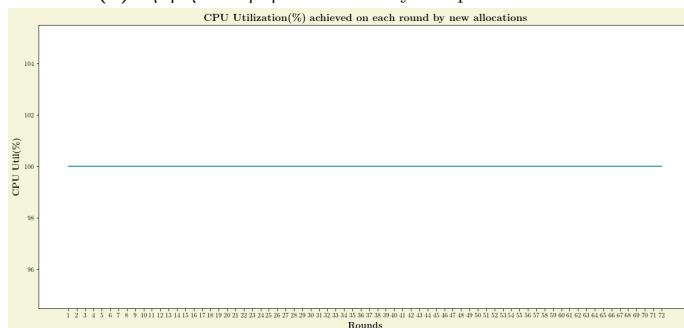 CPU Utilization(%) achieved on each round by new allocations
CPU Util(%)
104
102
100
98
96
1 2 3 4 5 6 7 8 9 10 11 12 13 14 15 16 17 18 19 20 21 22 23 24 25 26 27 28 29 30 31 32 33 34 35 36 37 38 39 40 41 42 43 44 45 46 47 48 49 50 51 52 53 54 55 56 57 58 59 60 61 62 63 64 65 66 67 68 69 70 71 72
Rounds